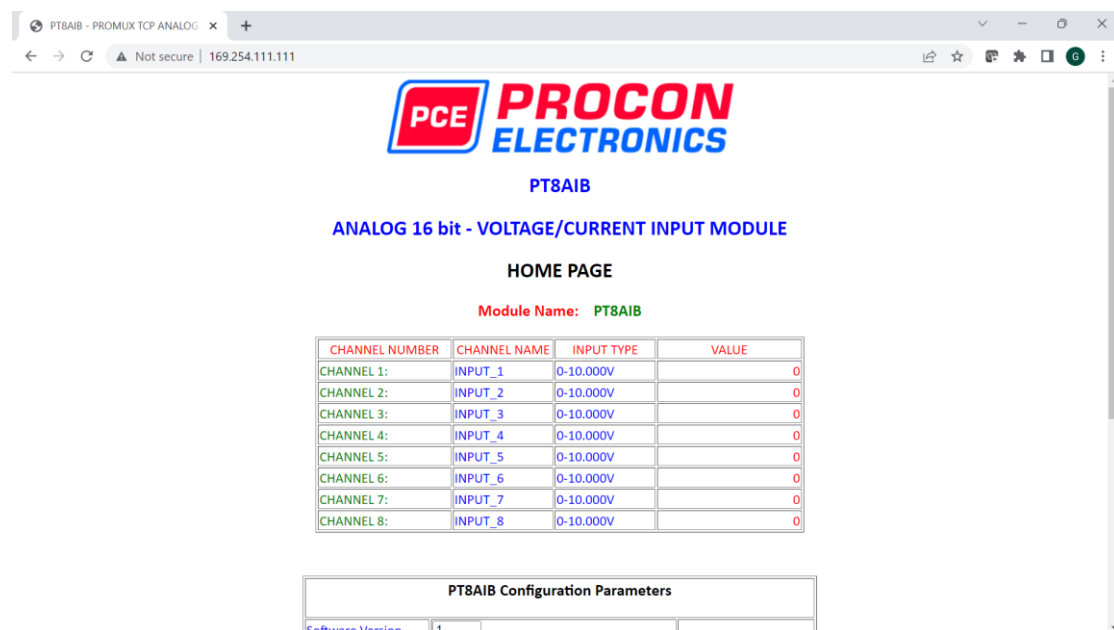 PT8AIB - PROMUX TCP ANALOG
Not secure | 169.254.111.111
G
PCE PROCON
ELECTRONICS
PT8AIB
ANALOG 16 bit - VOLTAGE/CURRENT INPUT MODULE
HOME PAGE
Module Name: PT8AIB
CHANNEL NUMBER CHANNEL NAME INPUT TYPE VALUE
CHANNEL 1: INPUT_1 0-10.000V 0
CHANNEL 2: INPUT_2 0-10.000V 0
CHANNEL 3: INPUT_3 0-10.000V 0
CHANNEL 4: INPUT_4 0-10.000V 0
CHANNEL 5: INPUT_5 0-10.000V 0
CHANNEL 6: INPUT_6 0-10.000V 0
CHANNEL 7: INPUT_7 0-10.000V 0
CHANNEL 8: INPUT_8 0-10.000V 0
PT8AIB Configuration Parameters
Software Version 1